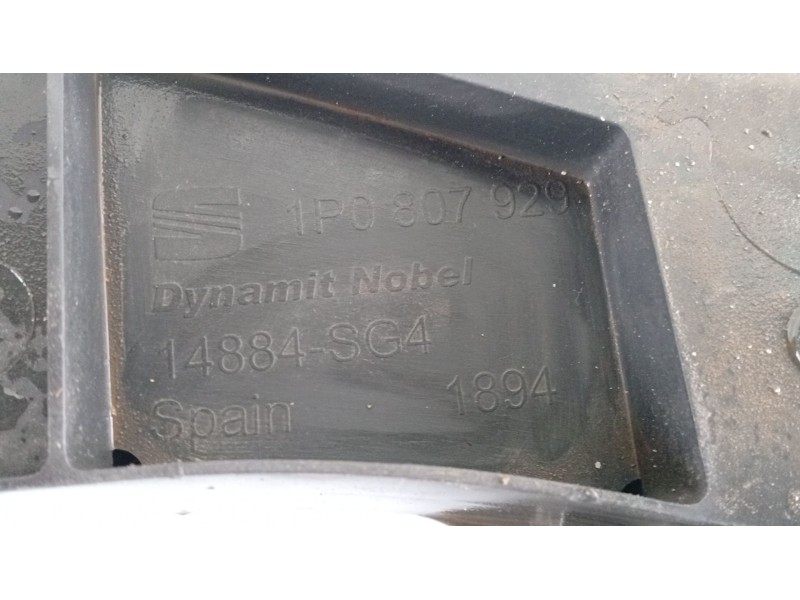 1P0 807 929
Dynamit Nobel
14884-SG4
Spain 1894